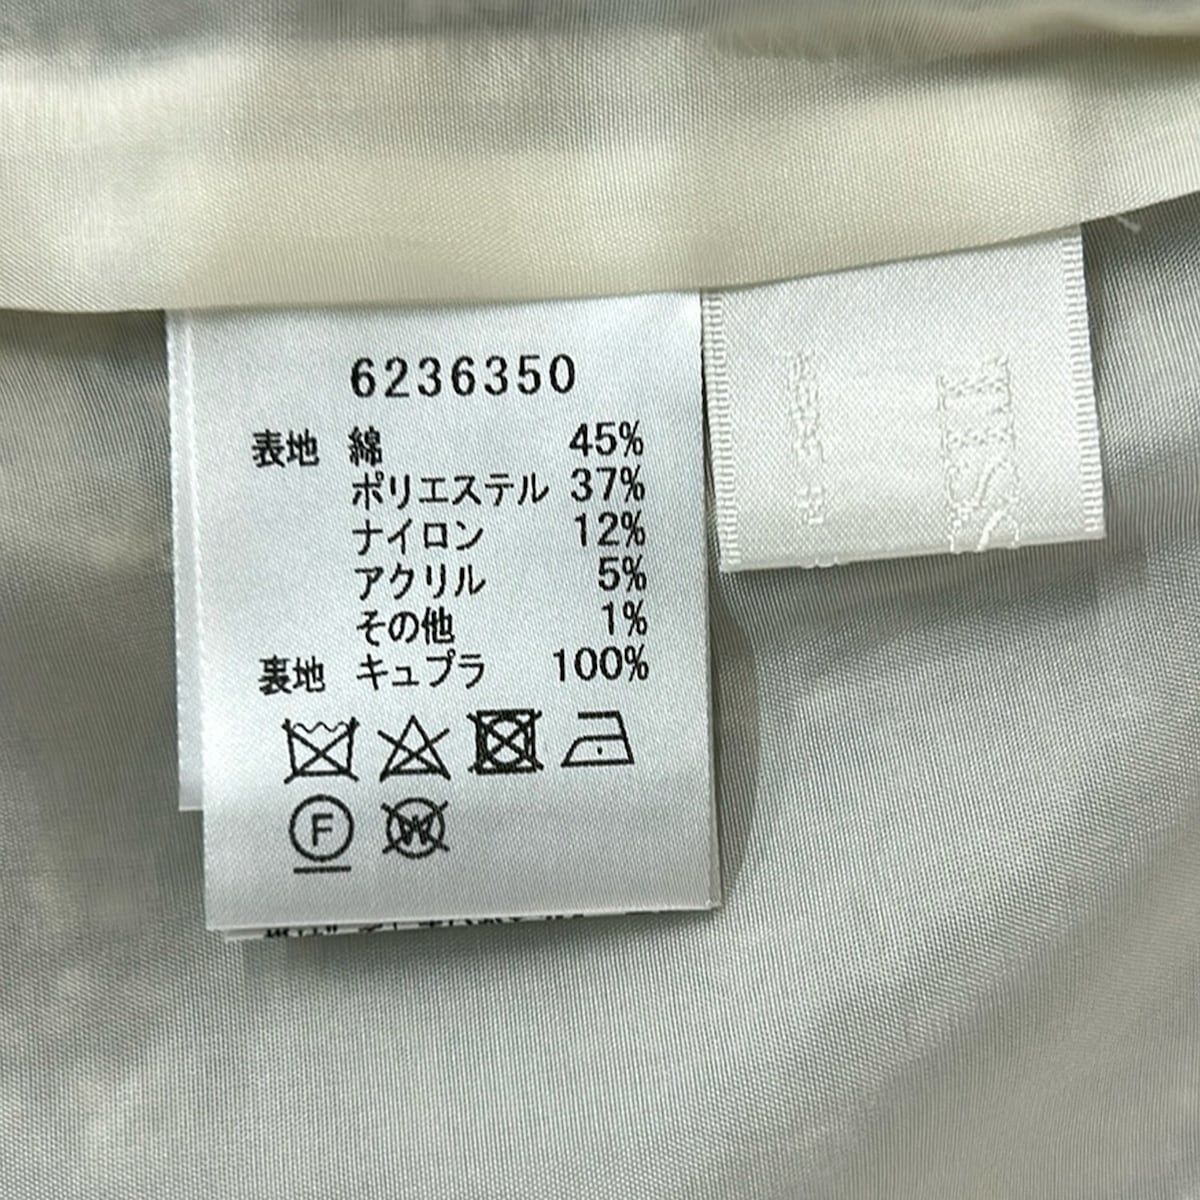 6236350
表地 綿 45%
ポリエステル 37%
ナイロン 12%
アクリル 5%
その他 1%
裏地 キュプラ 100%
F
W